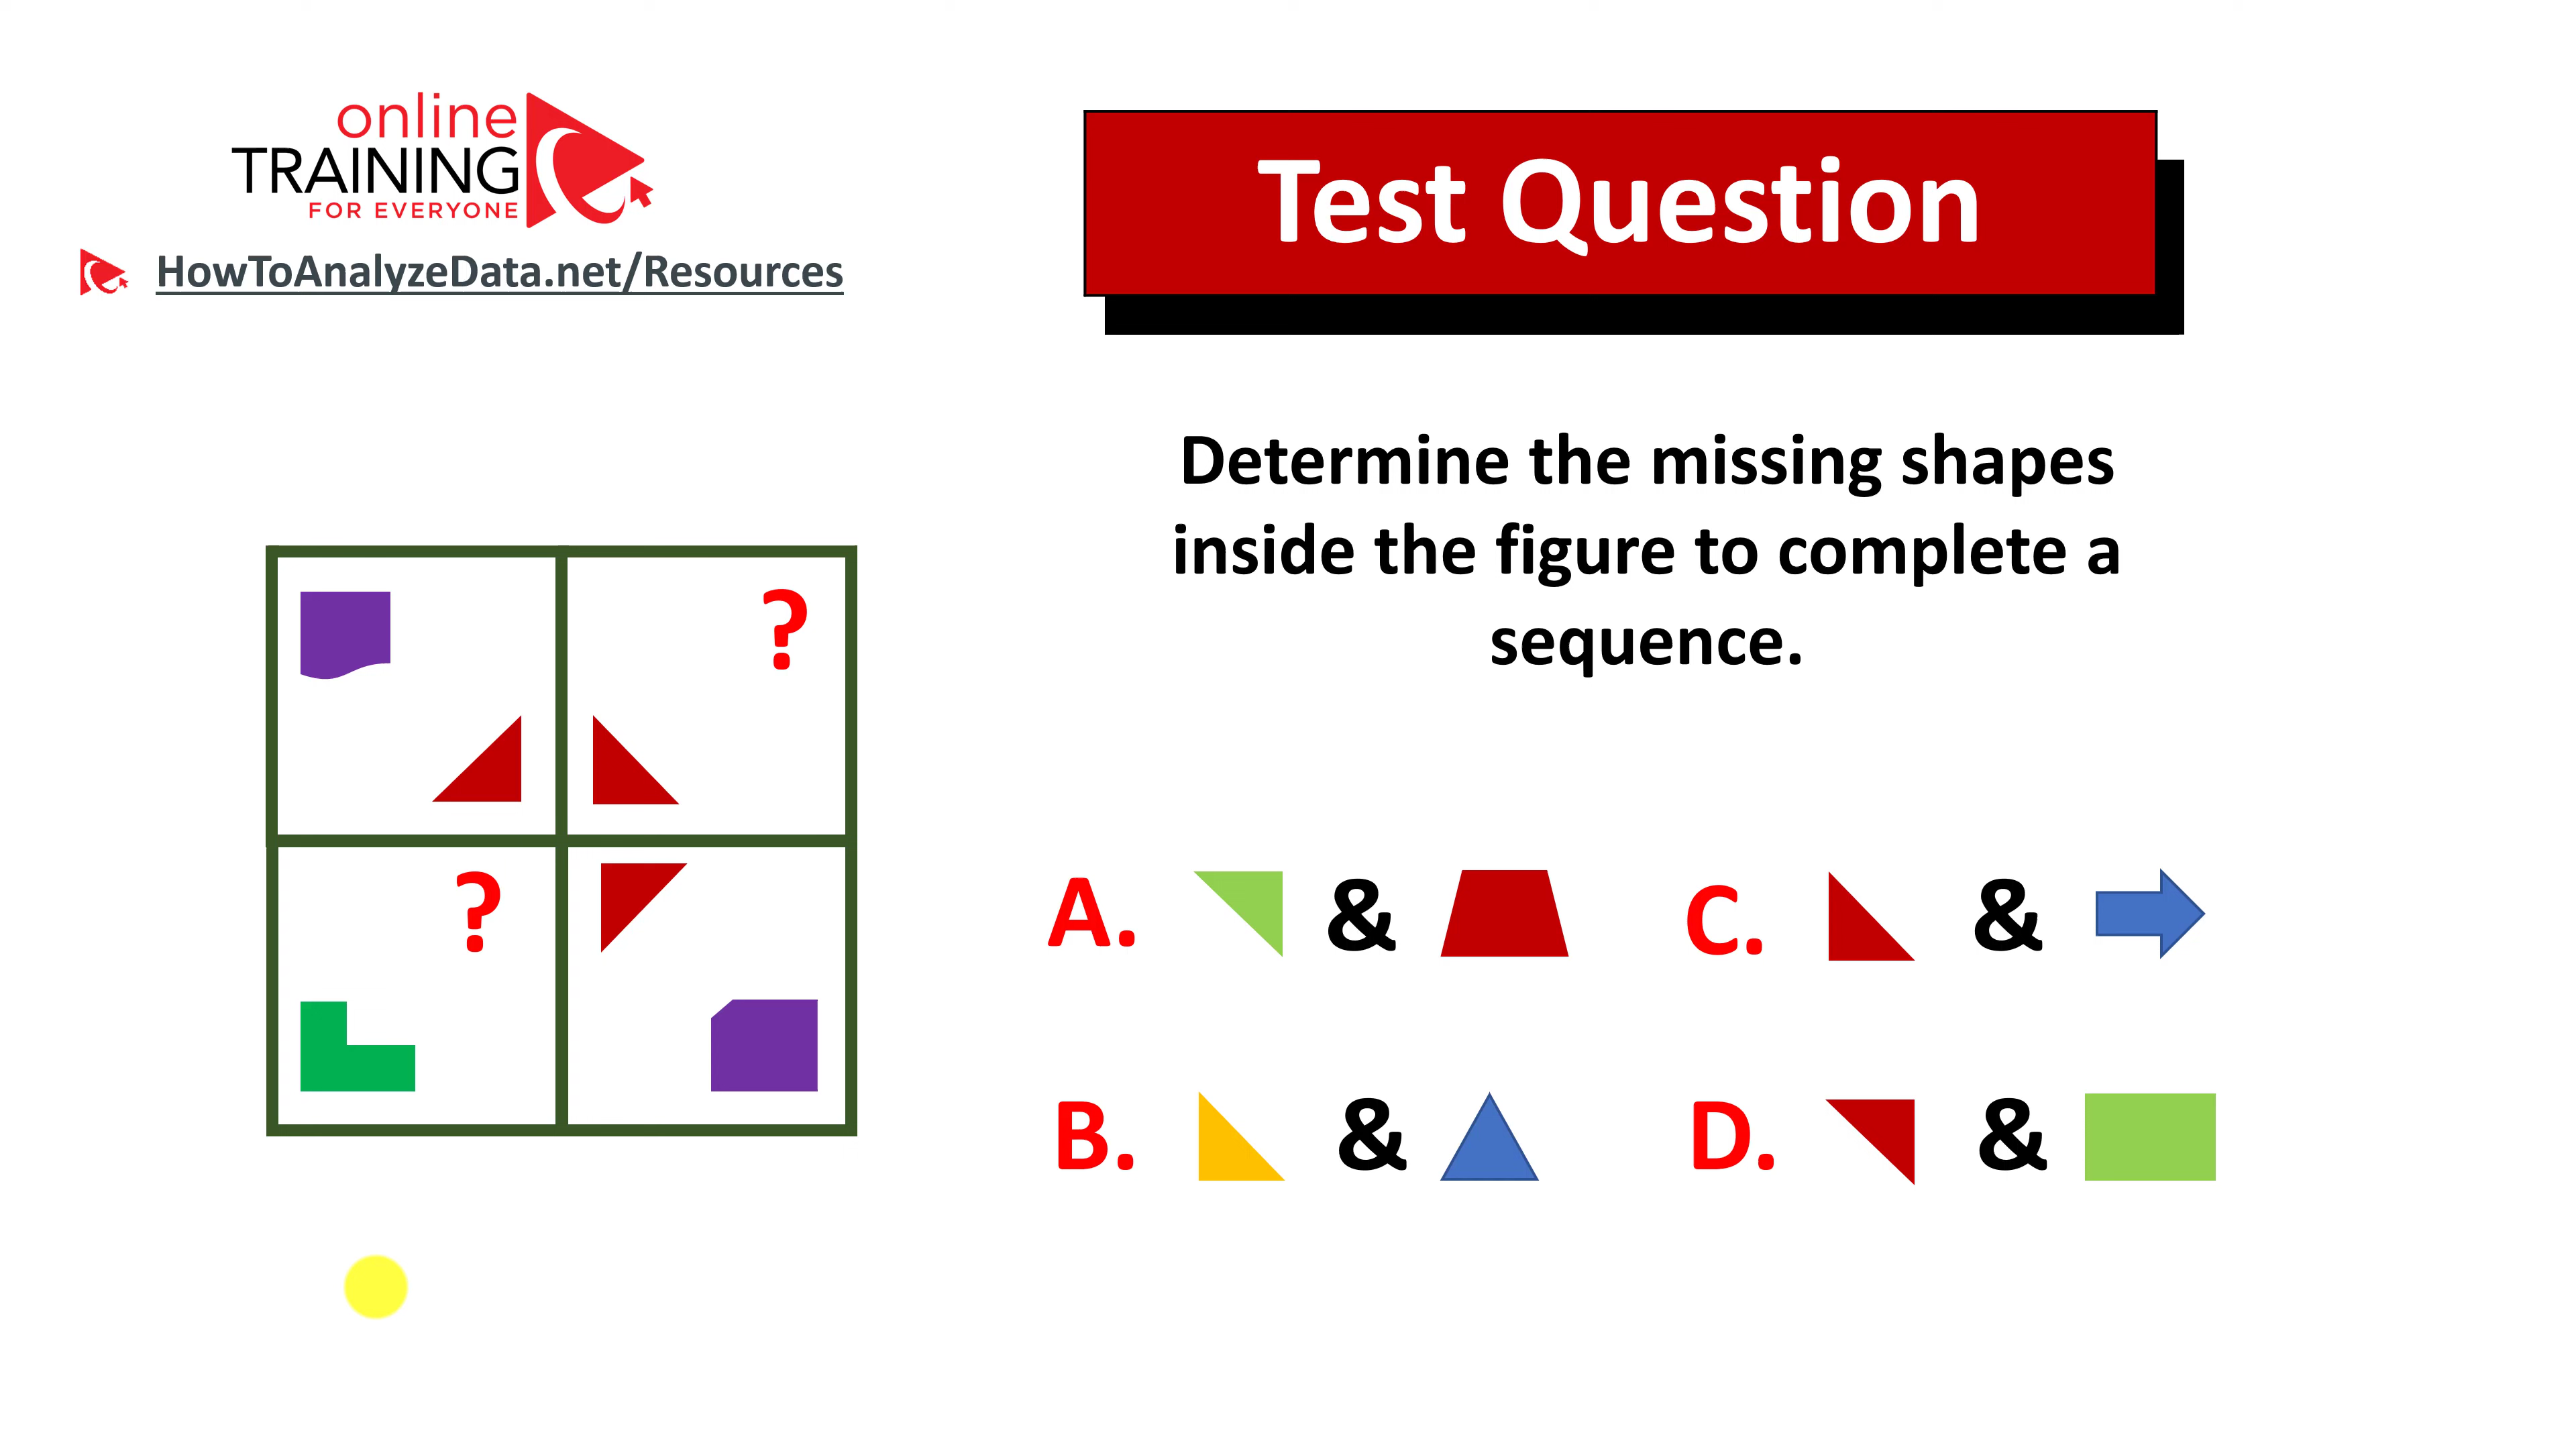 online
TRAINING
FOR EVERYONE
HowToAnalyzeData.net/Resources
Test Question
Determine the missing shapes
inside the figure to complete a
sequence.
?
?
A. &
C. &
B. &
D. &